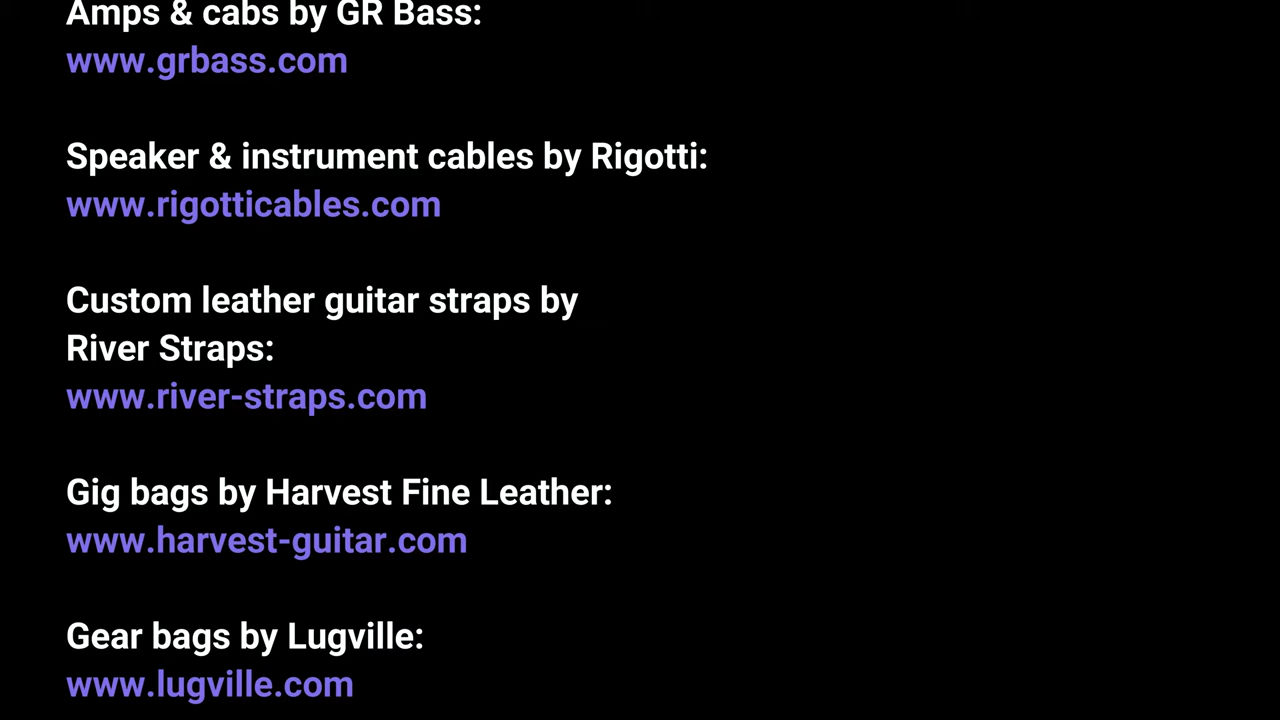 Amps & cabs by GR Bass:
www.grbass.com
Speaker & instrument cables by Rigotti:
www.rigotticables.com
Custom leather guitar straps by
River Straps:
www.river-straps.com
Gig bags by Harvest Fine Leather:
www.harvest-guitar.com
Gear bags by Lugville:
www.lugville.com